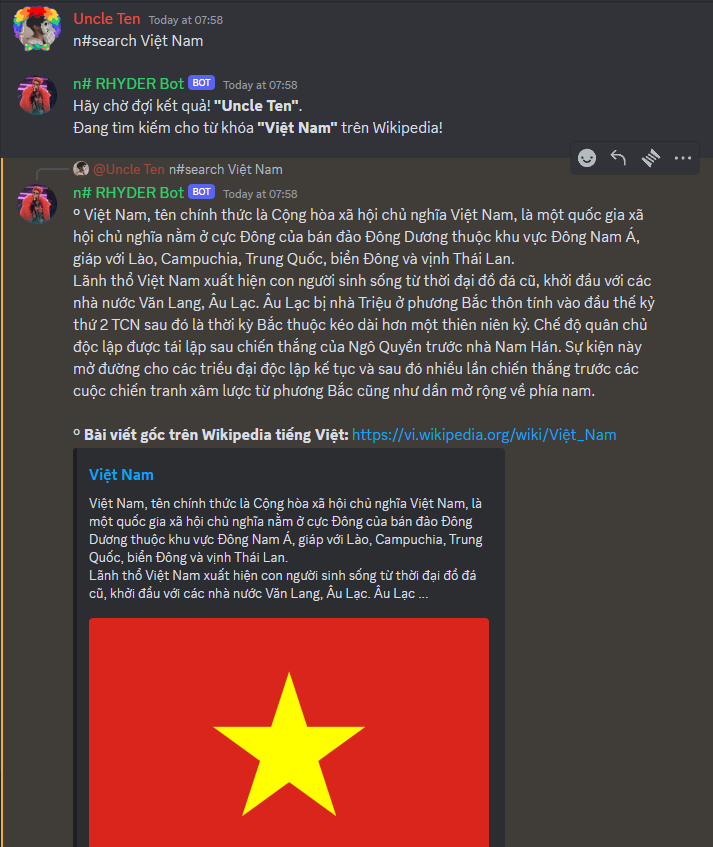 Uncle Ten Today at 07:58
n#search Việt Nam
n# RHYDER Bot BOT Today at 07:58
Hãy chờ đợi kết quả! "Uncle Ten".
Đang tìm kiếm cho từ khóa "Việt Nam" trên Wikipedia!
@Uncle Ten n#search Việt Nam
n# RHYDER Bot BOT Today at 07:58
º Việt Nam, tên chính thức là Cộng hòa xã hội chủ nghĩa Việt Nam, là một quốc gia xã
hội chủ nghĩa nằm ở cực Đông của bán đảo Đông Dương thuộc khu vực Đông Nam Á,
giáp với Lào, Campuchia, Trung Quốc, biển Đông và vịnh Thái Lan.
Lãnh thổ Việt Nam xuất hiện con người sinh sống từ thời đại đồ đá cũ, khởi đầu với các
nhà nước Văn Lang, Âu Lạc. Âu Lạc bị nhà Triệu ở phương Bắc thôn tính vào đầu thế kỷ
thứ 2 TCN sau đó là thời kỳ Bắc thuộc kéo dài hơn một thiên niên kỷ. Chế độ quân chủ
độc lập được tái lập sau chiến thắng của Ngô Quyền trước nhà Nam Hán. Sự kiện này
mở đường cho các triều đại độc lập kế tục và sau đó nhiều lần chiến thắng trước các
cuộc chiến tranh xâm lược từ phương Bắc cũng như dần mở rộng về phía nam.
º Bài viết gốc trên Wikipedia tiếng Việt: https://vi.wikipedia.org/wiki/Việt_Nam
Việt Nam
Việt Nam, tên chính thức là Cộng hòa xã hội chủ nghĩa Việt Nam, là
một quốc gia xã hội chủ nghĩa nằm ở cực Đông của bán đảo Đông
Dương thuộc khu vực Đông Nam Á, giáp với Lào, Campuchia, Trung
Quốc, biển Đông và vịnh Thái Lan.
Lãnh thổ Việt Nam xuất hiện con người sinh sống từ thời đại đồ đá
cũ, khởi đầu với các nhà nước Văn Lang, Âu Lạc. Âu Lạc ...